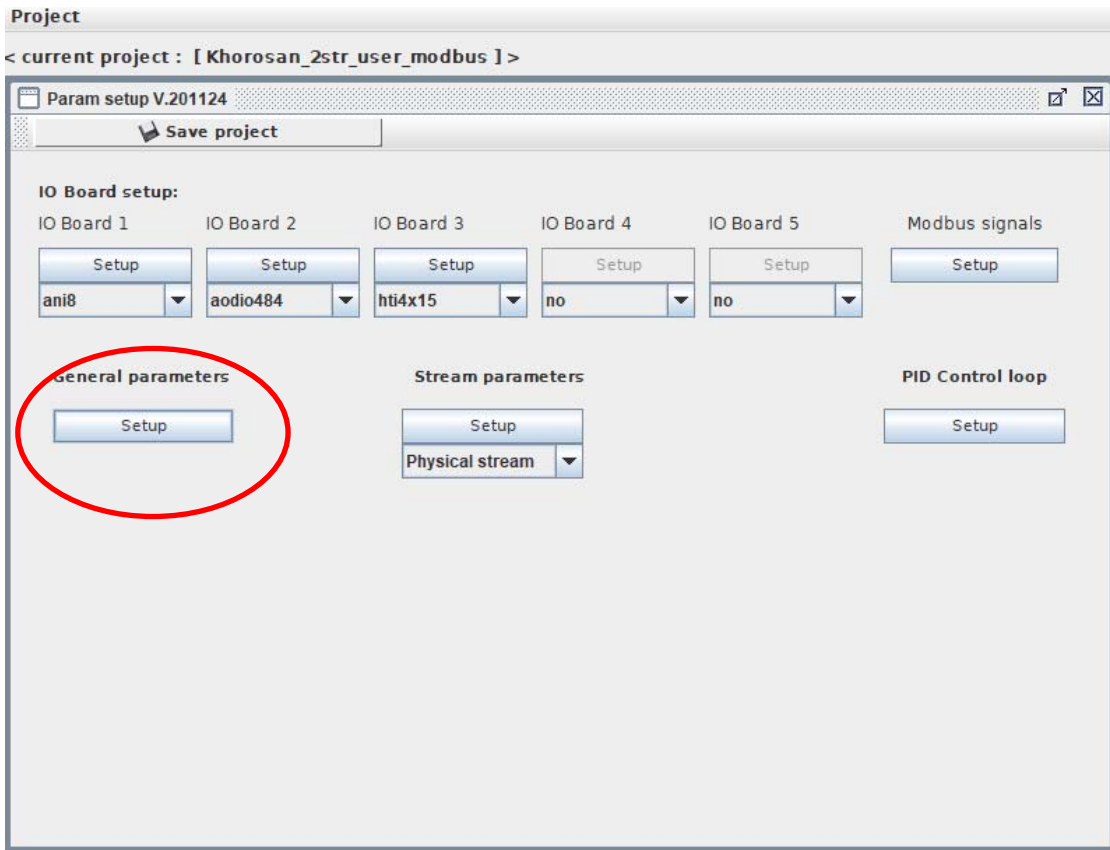 Project
< current project : [ Khorosan_2str_user_modbus ] >
Param setup V.201124
Save project
IO Board setup:
IO Board 1 IO Board 2 IO Board 3 IO Board 4 IO Board 5 Modbus signals
Setup Setup Setup Setup Setup Setup
ani8 aodio484 hti4x15 no no
General parameters Stream parameters PID Control loop
Setup Setup Setup
Physical stream